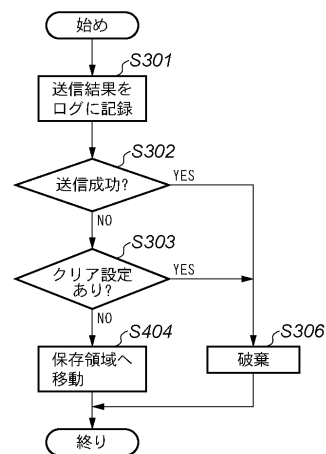 始め
S301
送信結果を
ログに記録
S302
送信成功?
YES
NO
S303
クリア設定
あり?
YES
NO
S404
保存領域へ
移動
S306
破棄
終り